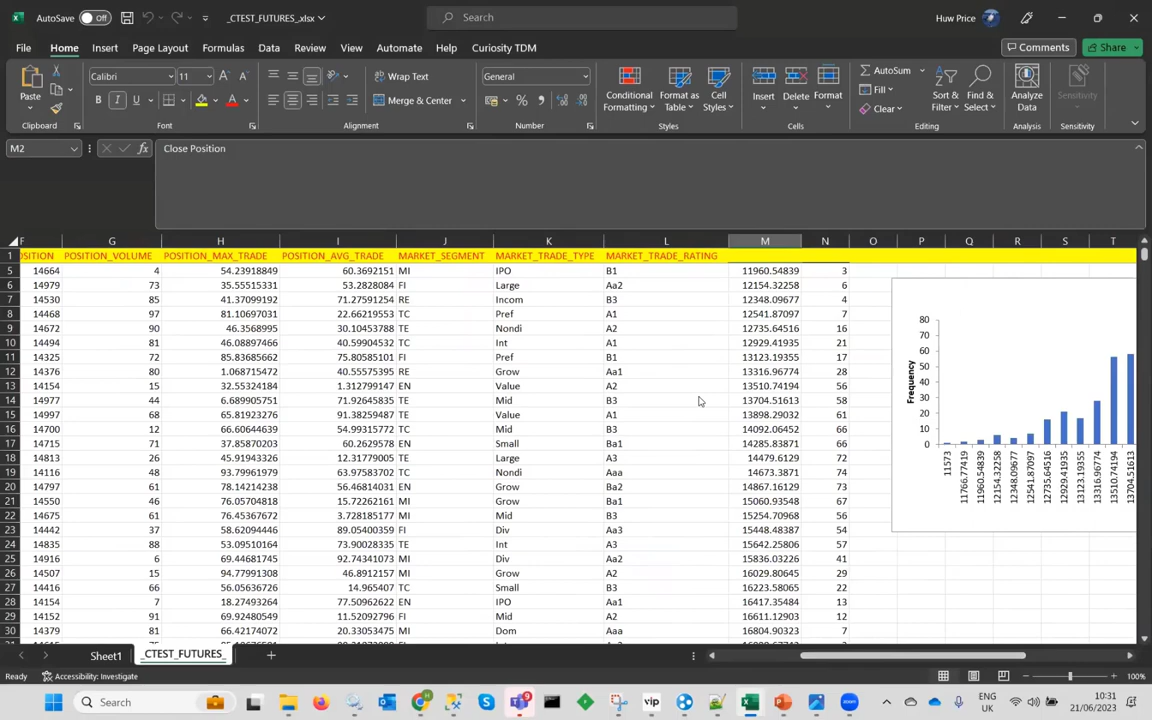 AutoSave Off _CTEST_FUTURES_.xlsx Search Huw Price
File Home Insert Page Layout Formulas Data Review View Automate Help Curiosity TDM Comments Share
Paste Calibri 11 B I U A Wrap Text Merge & Center General % Conditional Formatting Format as Table Cell Styles Insert Delete Format AutoSum Fill Clear Sort & Filter Find & Select Analyze Data Sensitivity
Clipboard Font Alignment Number Styles Cells Editing Analysis Sensitivity
M2 fx Close Position
F G H I J K L M N O P Q R S T
1 OSITION POSITION_VOLUME POSITION_MAX_TRADE POSITION_AVG_TRADE MARKET_SEGMENT MARKET_TRADE_TYPE MARKET_TRADE_RATING
5 14664 4 54.23918849 60.3692151 MI IPO B1 11960.54839 3
6 14979 73 35.55515331 53.2828084 FI Large Aa2 12154.32258 6
7 14530 85 41.37099192 71.27591254 RE Incom B3 12348.09677 4
8 14468 97 81.10697031 22.66219553 TC Pref A1 12541.87097 7
9 14672 90 46.3568995 30.10453788 TE Nondi A2 12735.64516 16
10 14494 81 46.08897466 40.59904532 TC Int A1 12929.41935 21
11 14325 72 85.83685662 75.80585101 FI Pref B1 13123.19355 17
12 14376 80 1.068715472 40.55575395 RE Grow Aa1 13316.96774 28
13 14154 15 32.55324184 1.312799147 EN Value A2 13510.74194 56
14 14977 44 6.689905751 71.92645835 TE Mid B3 13704.51613 58
15 14997 68 65.81923276 91.38259487 TS Value A1 13898.29032 61
16 14700 12 66.60644639 54.99315772 TC Mid B3 14092.06452 66
17 14715 71 37.85870203 60.2629578 EN Small Ba1 14285.83871 66
18 14813 26 45.91943326 12.31779005 TE Large A3 14479.6129 72
19 14116 48 93.79961979 63.97583702 TC Nondi Aaa 14673.3871 74
20 14797 61 78.14214238 56.46814031 EN Grow Ba2 14867.16129 73
21 14550 46 76.05704818 15.72262161 MI Grow Ba1 15060.93548 67
22 14675 61 76.45367672 3.728185177 MI Mid B3 15254.70968 54
23 14442 37 58.62094446 89.05400359 FI Div Aa3 15448.48387 54
24 14835 88 53.09510164 73.90028335 TE Int A3 15642.25806 57
25 14916 6 69.44681745 92.74341073 MI Div Aa2 15836.03226 41
26 14507 15 94.77991308 46.8912157 MI Grow A2 16029.80645 29
27 14416 66 56.05636726 14.965407 TC Small B3 16223.58065 22
28 14154 7 18.27493264 77.50962622 EN IPO Aa1 16417.35484 13
29 14152 91 69.92480549 11.52092796 FI Mid A2 16611.12903 12
30 14379 81 66.42174072 20.33053475 MI Dom Aaa 16804.90323 7
Frequency
80
70
60
50
40
30
20
10
0
11573 11766.77419 11960.54839 12154.32258 12348.09677 12541.87097 12735.64516 12929.41935 13123.19355 13316.96774 13510.74194 13704.51613
Sheet1 _CTEST_FUTURES_
Ready Accessibility: Investigate 100%
Search 9 vip ENG UK 10:31 21/06/2023